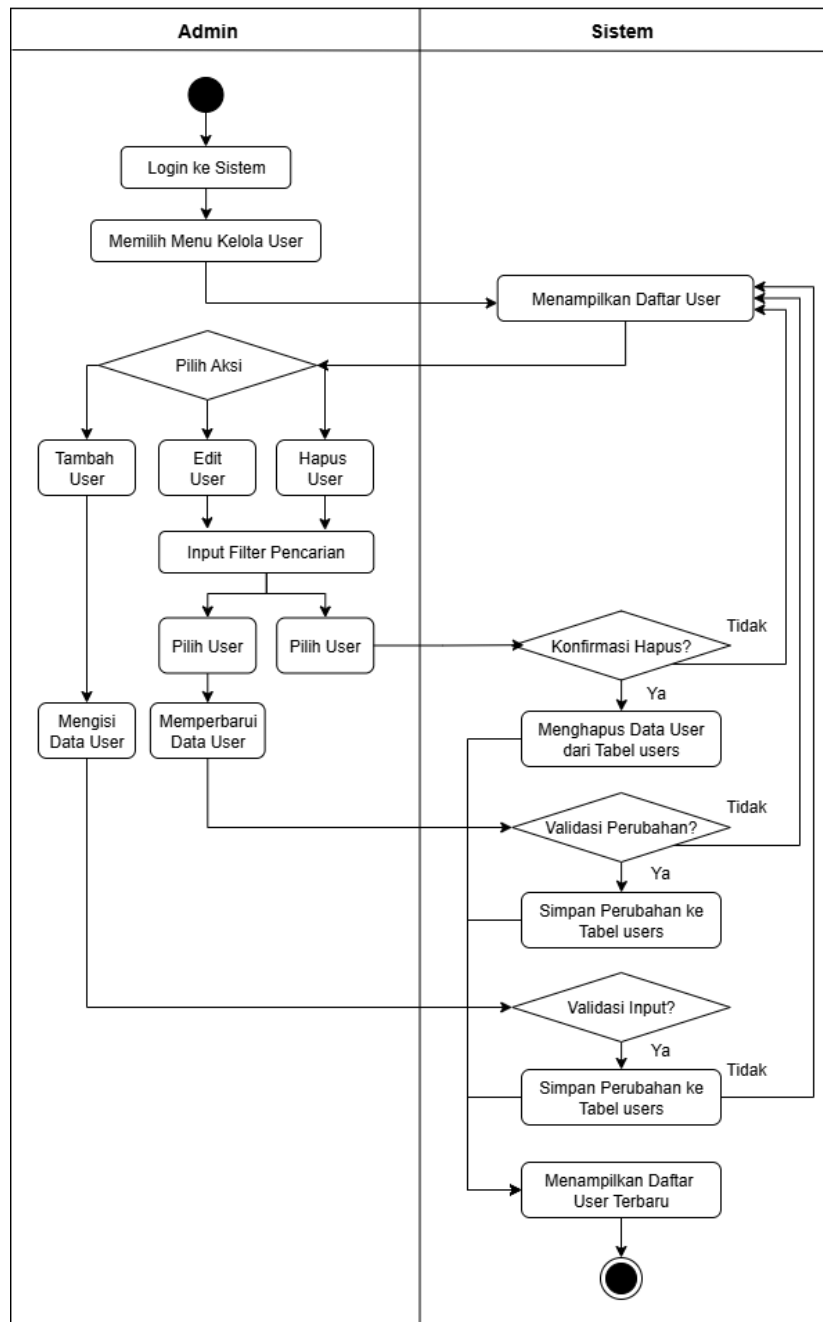 Admin
Sistem
Login ke Sistem
Memilih Menu Kelola User
Menampilkan Daftar User
Pilih Aksi
Tambah
User
Edit
User
Hapus
User
Input Filter Pencarian
Pilih User
Pilih User
Konfirmasi Hapus?
Tidak
Ya
Mengisi
Data User
Memperbarui
Data User
Menghapus Data User
dari Tabel users
Validasi Perubahan?
Tidak
Ya
Simpan Perubahan ke
Tabel users
Validasi Input?
Ya
Simpan Perubahan ke
Tabel users
Tidak
Menampilkan Daftar
User Terbaru